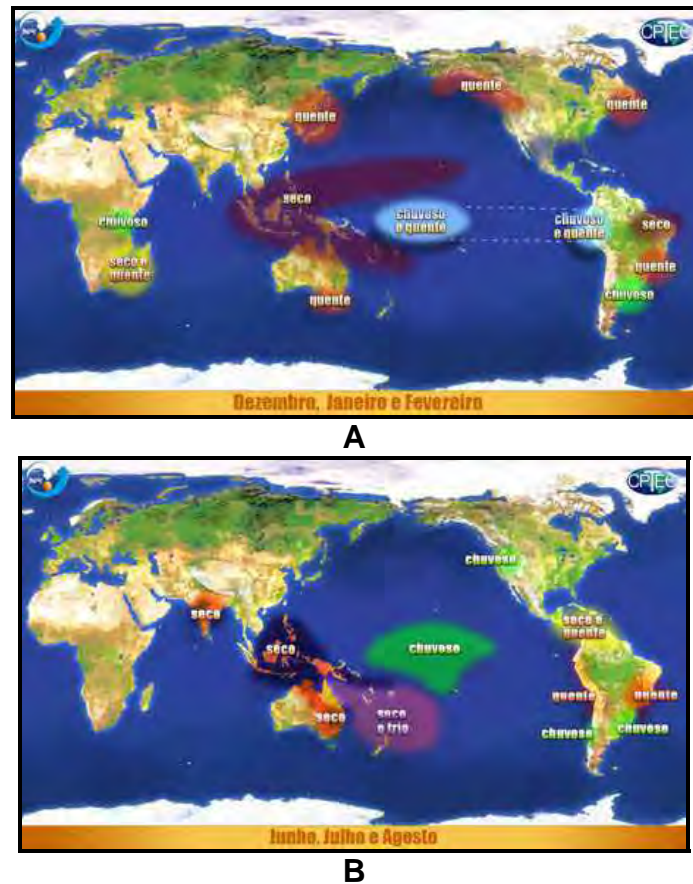 CPTEC
quente
quente
quente
seco
chuvoso
chuvoso
e quente
chuvoso
e quente
seco
seco e
quente
quente
quente
chuvoso
Dezembro, Janeiro e Fevereiro
A
CPTEC
chuvoso
seco
seco e
quente
seco
chuvoso
quente
quente
seco
seco
e frio
chuvoso
chuvoso
Junho, Julho e Agosto
B